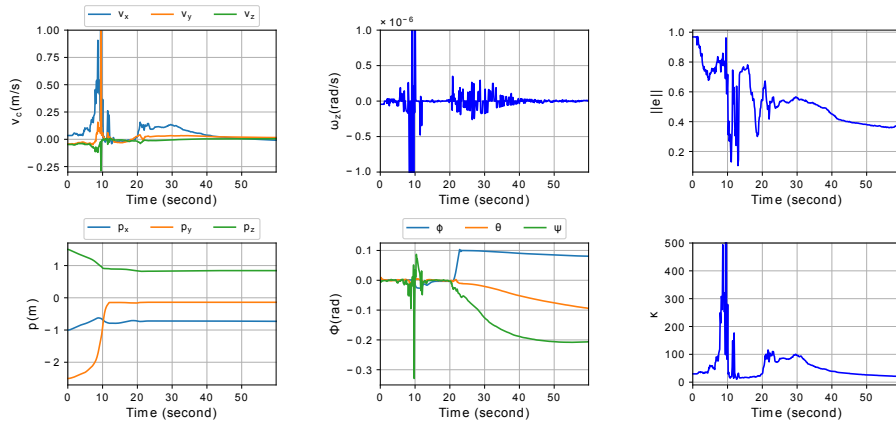 v_x v_y v_z
1.00
0.75
0.50
0.25
0.00
−0.25
v_c(m/s)
0 10 20 30 40 50
Time (second)
× 10⁻⁶
1.0
0.5
0.0
−0.5
−1.0
ω_z(rad/s)
0 10 20 30 40 50
Time (second)
1.0
0.8
0.6
0.4
0.2
||e||
0 10 20 30 40 50 60
Time (second)
p_x p_y p_z
1
0
−1
−2
p(m)
0 10 20 30 40 50
Time (second)
ϕ θ ψ
0.1
0.0
−0.1
−0.2
−0.3
Φ(rad)
0 10 20 30 40 50
Time (second)
500
400
300
200
100
0
κ
0 10 20 30 40 50 60
Time (second)